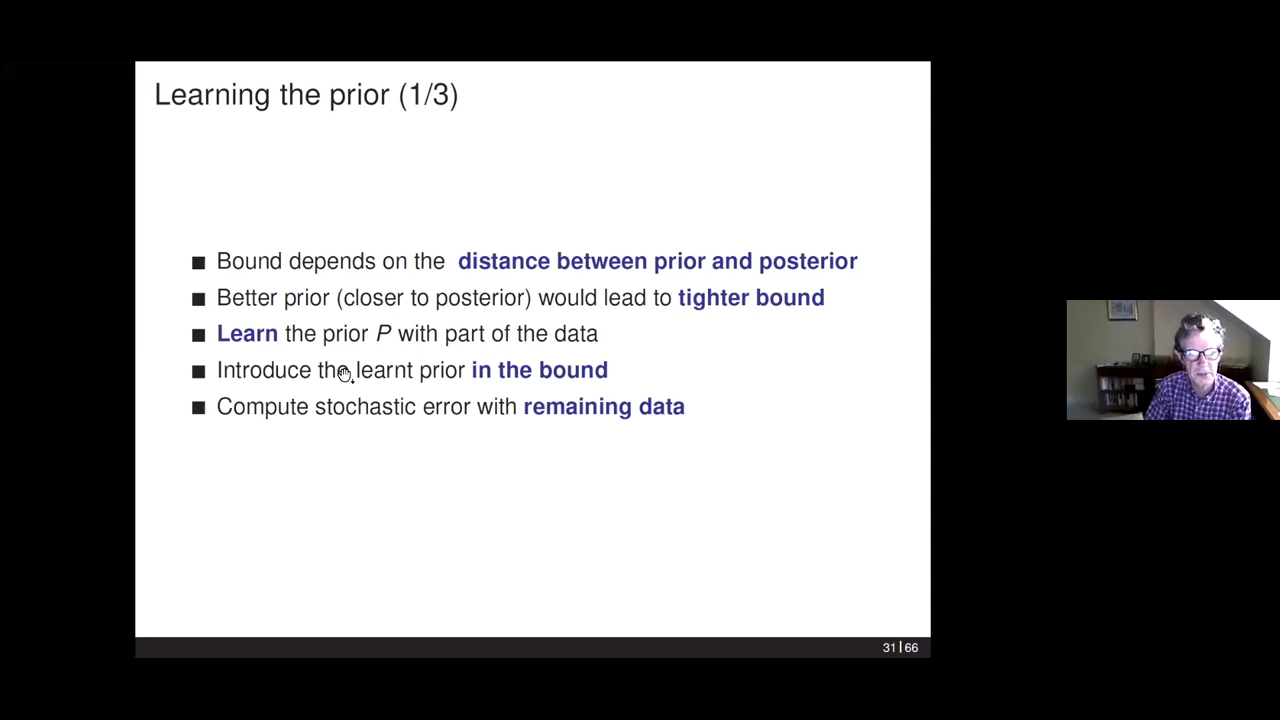 Learning the prior (1/3)
Bound depends on the distance between prior and posterior
Better prior (closer to posterior) would lead to tighter bound
Learn the prior P with part of the data
Introduce the learnt prior in the bound
Compute stochastic error with remaining data
31 | 66